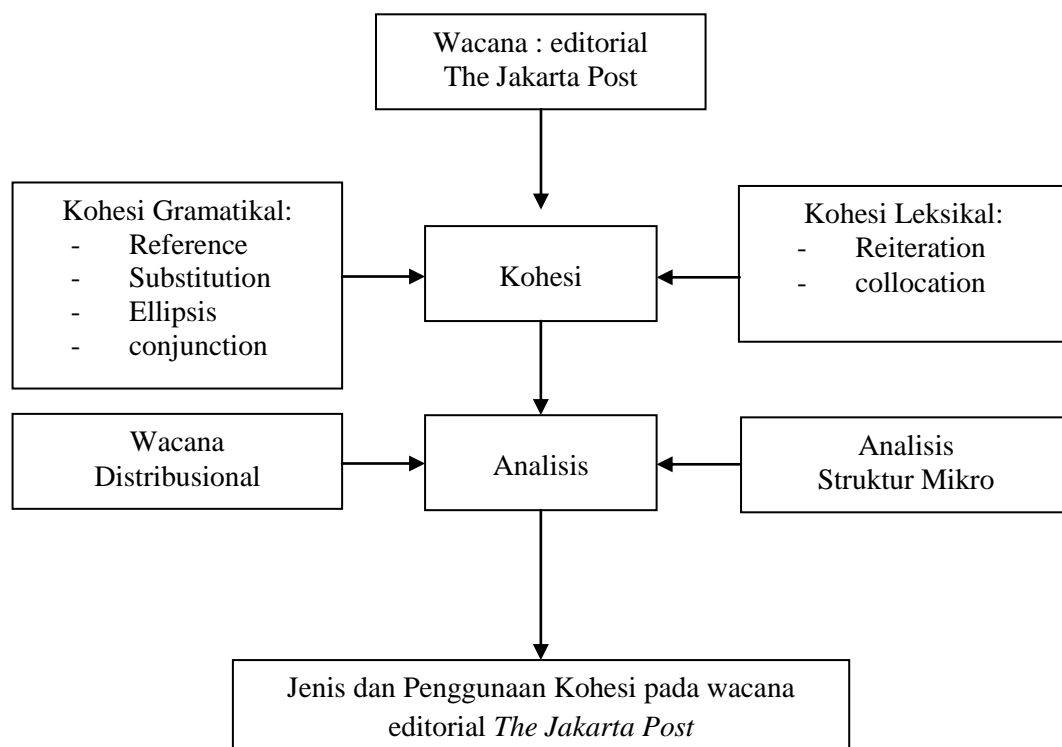 Wacana : editorial
The Jakarta Post
Kohesi Gramatikal:
- Reference
- Substitution
- Ellipsis
- conjunction
Kohesi
Kohesi Leksikal:
- Reiteration
- collocation
Wacana
Distribusional
Analisis
Analisis
Struktur Mikro
Jenis dan Penggunaan Kohesi pada wacana
editorial The Jakarta Post